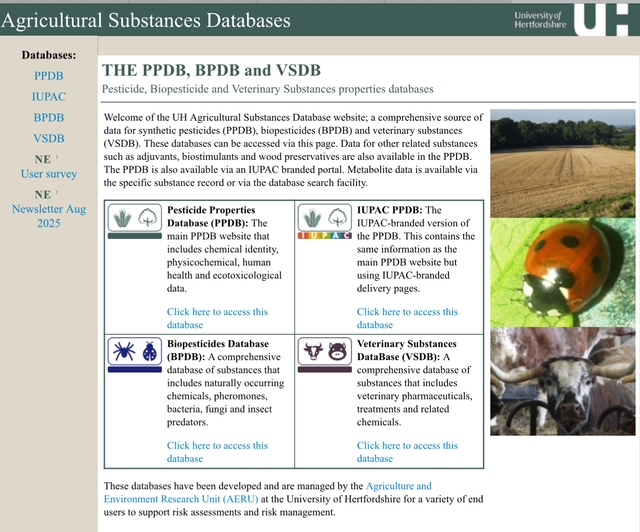 Agricultural Substances Databases
University of
Hertfordshire
UH
Databases:
PPDB
IUPAC
BPDB
VSDB
NE
User survey
NE
Newsletter Aug
2025
THE PPDB, BPDB and VSDB
Pesticide, Biopesticide and Veterinary Substances properties databases
Welcome of the UH Agricultural Substances Database website; a comprehensive source of
data for synthetic pesticides (PPDB), biopesticides (BPDB) and veterinary substances
(VSDB). These databases can be accessed via this page. Data for other related substances
such as adjuvants, biostimulants and wood preservatives are also available in the PPDB.
The PPDB is also available via an IUPAC branded portal. Metabolite data is available via
the specific substance record or via the database search facility.
Pesticide Properties
Database (PPDB): The
main PPDB website that
includes chemical identity,
physicochemical, human
health and ecotoxicological
data.
Click here to access this
database
IUPAC
IUPAC PPDB: The
IUPAC-branded version of
the PPDB. This contains the
same information as the
main PPDB website but
using IUPAC-branded
delivery pages.
Click here to access this
database
Biopesticides Database
(BPDB): A comprehensive
database of substances that
includes naturally occurring
chemicals, pheromones,
bacteria, fungi and insect
predators.
Click here to access this
database
Veterinary Substances
DataBase (VSDB): A
comprehensive database of
substances that includes
veterinary pharmaceuticals,
treatments and related
chemicals.
Click here to access this
database
These databases have been developed and are managed by the Agriculture and
Environment Research Unit (AERU) at the University of Hertfordshire for a variety of end
users to support risk assessments and risk management.